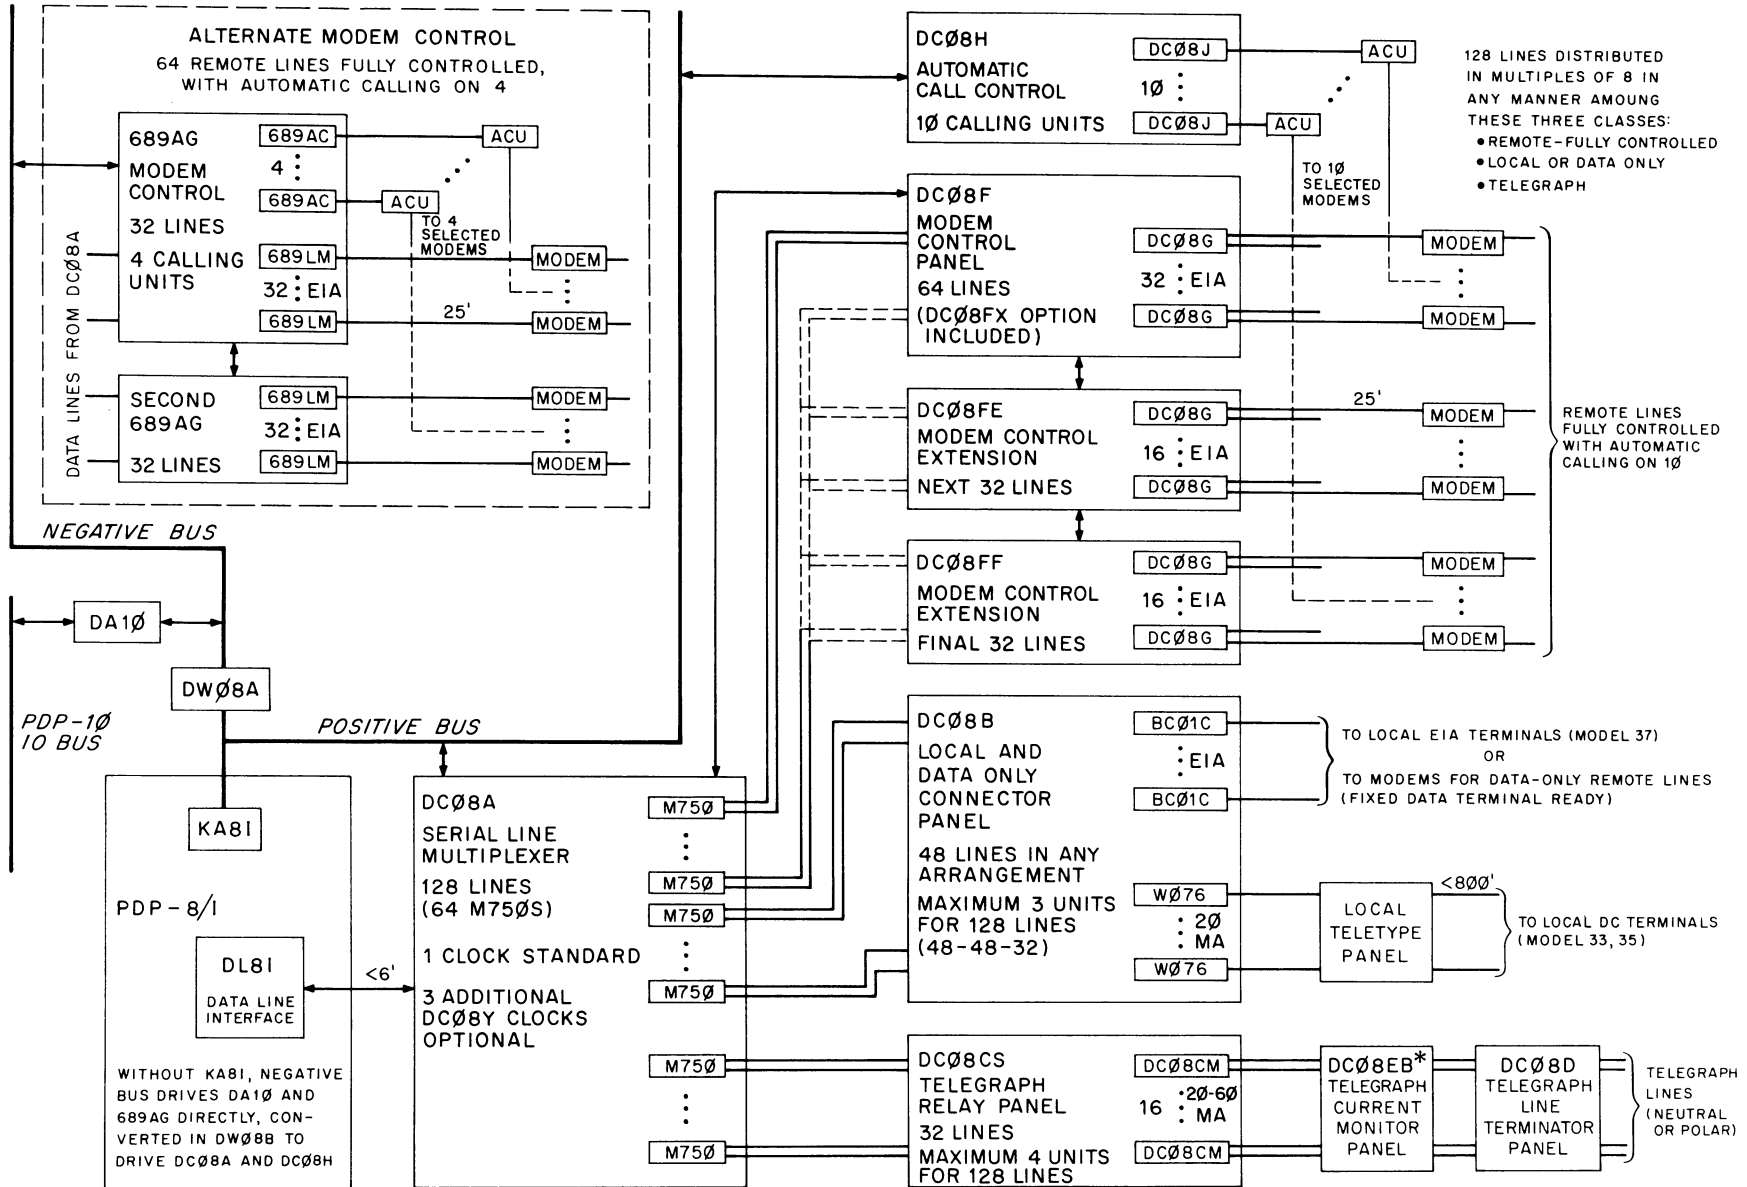 ALTERNATE MODEM CONTROL
64 REMOTE LINES FULLY CONTROLLED,
WITH AUTOMATIC CALLING ON 4
689AG
MODEM
CONTROL
32 LINES
4 CALLING
UNITS
689AC
4
689AC
ACU
ACU
TO 4
SELECTED
MODEMS
689LM
32 EIA
689LM
25'
MODEM
MODEM
DATA LINES FROM DCØ8A
SECOND
689AG
32 LINES
689LM
32 EIA
689LM
MODEM
MODEM
NEGATIVE BUS
DA1Ø
DWØ8A
PDP-1Ø
IO BUS
POSITIVE BUS
KA8I
PDP-8/I
DL8I
DATA LINE
INTERFACE
<6'
WITHOUT KA8I, NEGATIVE
BUS DRIVES DA1Ø AND
689AG DIRECTLY, CON-
VERTED IN DWØ8B TO
DRIVE DCØ8A AND DCØ8H
DCØ8A
SERIAL LINE
MULTIPLEXER
128 LINES
(64 M75ØS)
1 CLOCK STANDARD
3 ADDITIONAL
DCØ8Y CLOCKS
OPTIONAL
M75Ø
M75Ø
M75Ø
M75Ø
M75Ø
M75Ø
DCØ8H
AUTOMATIC
CALL CONTROL
1Ø CALLING UNITS
DCØ8J
1Ø
DCØ8J
ACU
ACU
TO 1Ø
SELECTED
MODEMS
128 LINES DISTRIBUTED
IN MULTIPLES OF 8 IN
ANY MANNER AMOUNG
THESE THREE CLASSES:
• REMOTE-FULLY CONTROLLED
• LOCAL OR DATA ONLY
• TELEGRAPH
DCØ8F
MODEM
CONTROL
PANEL
64 LINES
(DCØ8FX OPTION
INCLUDED)
DCØ8G
32 EIA
DCØ8G
MODEM
MODEM
DCØ8FE
MODEM CONTROL
EXTENSION
NEXT 32 LINES
DCØ8G
16 EIA
DCØ8G
25'
MODEM
MODEM
DCØ8FF
MODEM CONTROL
EXTENSION
FINAL 32 LINES
DCØ8G
16 EIA
DCØ8G
MODEM
MODEM
REMOTE LINES
FULLY CONTROLLED
WITH AUTOMATIC
CALLING ON 1Ø
DCØ8B
LOCAL AND
DATA ONLY
CONNECTOR
PANEL
48 LINES IN ANY
ARRANGEMENT
MAXIMUM 3 UNITS
FOR 128 LINES
(48-48-32)
BCØ1C
EIA
BCØ1C
TO LOCAL EIA TERMINALS (MODEL 37)
OR
TO MODEMS FOR DATA-ONLY REMOTE LINES
(FIXED DATA TERMINAL READY)
WØ76
2Ø
MA
WØ76
LOCAL
TELETYPE
PANEL
<8ØØ'
TO LOCAL DC TERMINALS
(MODEL 33, 35)
DCØ8CS
TELEGRAPH
RELAY PANEL
32 LINES
MAXIMUM 4 UNITS
FOR 128 LINES
DCØ8CM
16 2Ø-6Ø
MA
DCØ8CM
DCØ8EB*
TELEGRAPH
CURRENT
MONITOR
PANEL
DCØ8D
TELEGRAPH
LINE
TERMINATOR
PANEL
TELEGRAPH
LINES
(NEUTRAL
OR POLAR)